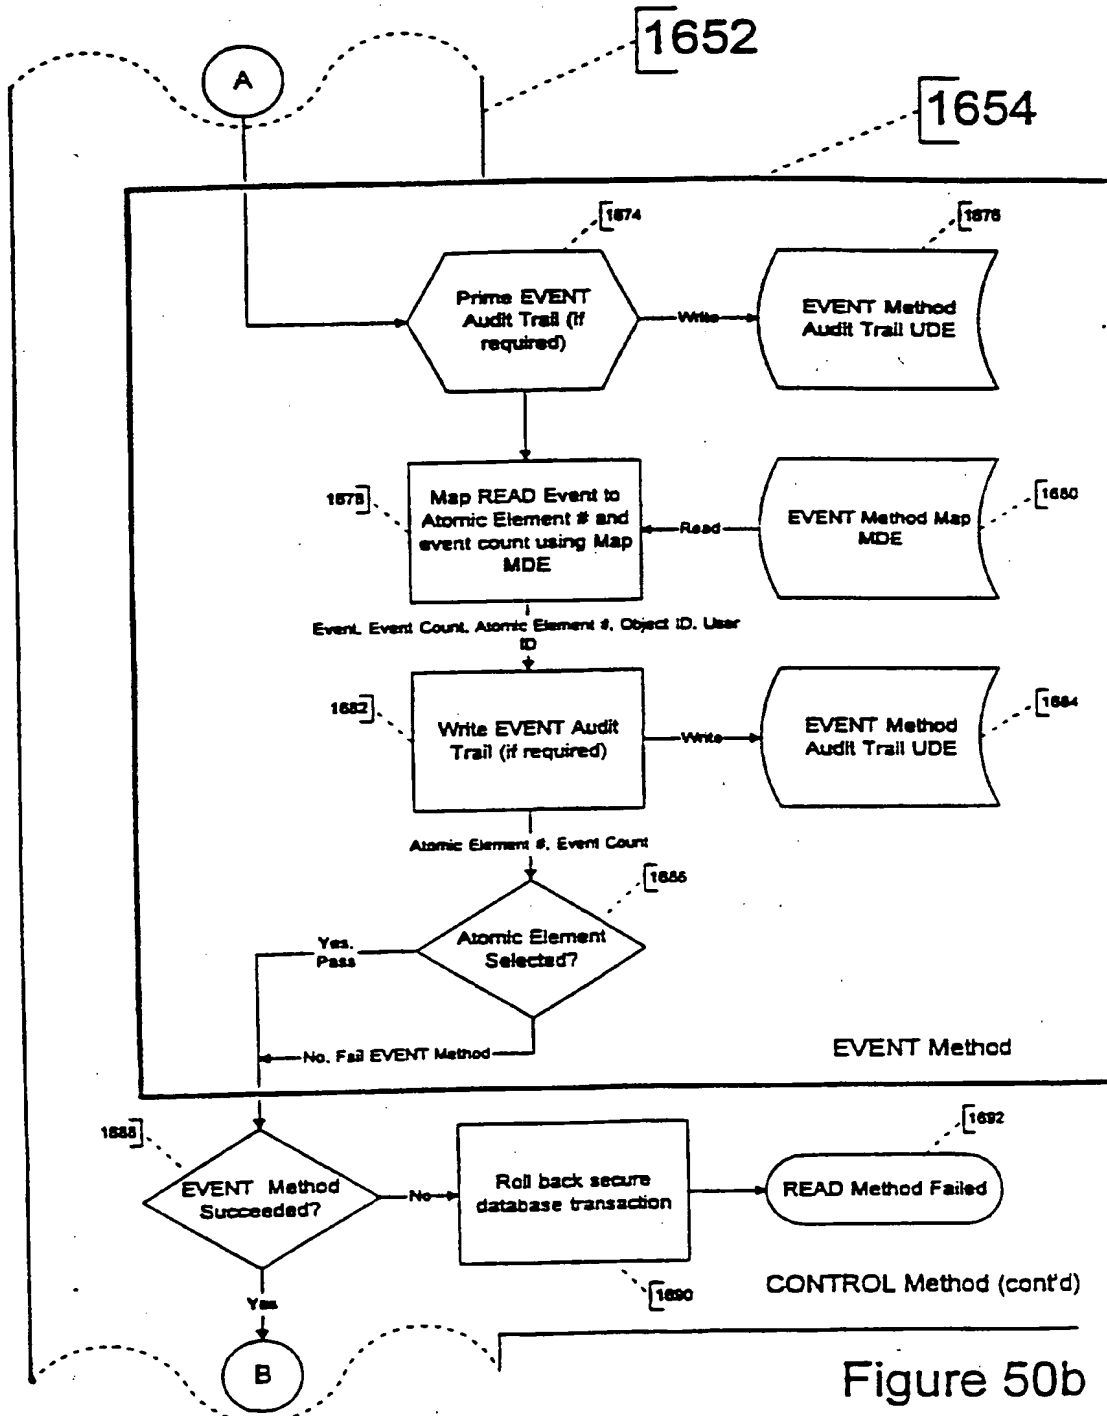 1652
A
1654
1674
1676
Prime EVENT
Audit Trail (if
required)
Write
EVENT Method
Audit Trail UDE
1678
Map READ Event to
Atomic Element # and
event count using Map
MDE
Read
EVENT Method Map
MDE
1680
Event, Event Count, Atomic Element #, Object ID, User
ID
1682
Write EVENT Audit
Trail (if required)
Write
EVENT Method
Audit Trail UDE
1684
Atomic Element #, Event Count
1686
Yes,
Pass
Atomic Element
Selected?
No, Fail EVENT Method
EVENT Method
1688
1692
EVENT Method
Succeeded?
No
Roll back secure
database transaction
READ Method Failed
Yes
1690
CONTROL Method (cont'd)
B
Figure 50b